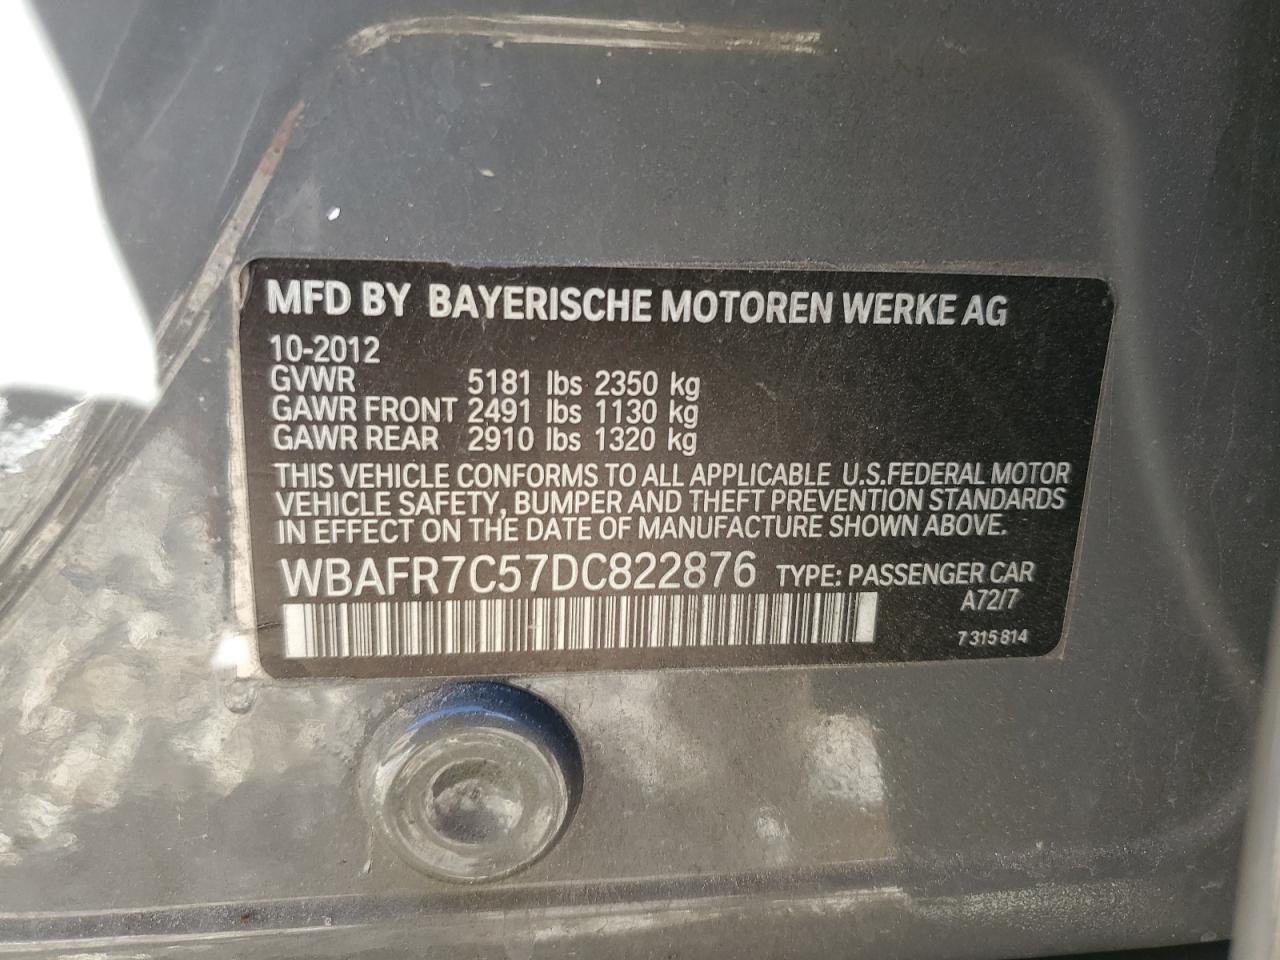 MFD BY BAYERISCHE MOTOREN WERKE AG
10-2012
GVWR 5181 lbs 2350 kg
GAWR FRONT 2491 lbs 1130 kg
GAWR REAR 2910 lbs 1320 kg
THIS VEHICLE CONFORMS TO ALL APPLICABLE U.S.FEDERAL MOTOR
VEHICLE SAFETY, BUMPER AND THEFT PREVENTION STANDARDS
IN EFFECT ON THE DATE OF MANUFACTURE SHOWN ABOVE.
WBAFR7C57DC822876 TYPE: PASSENGER CAR
A72/7
7 315 814